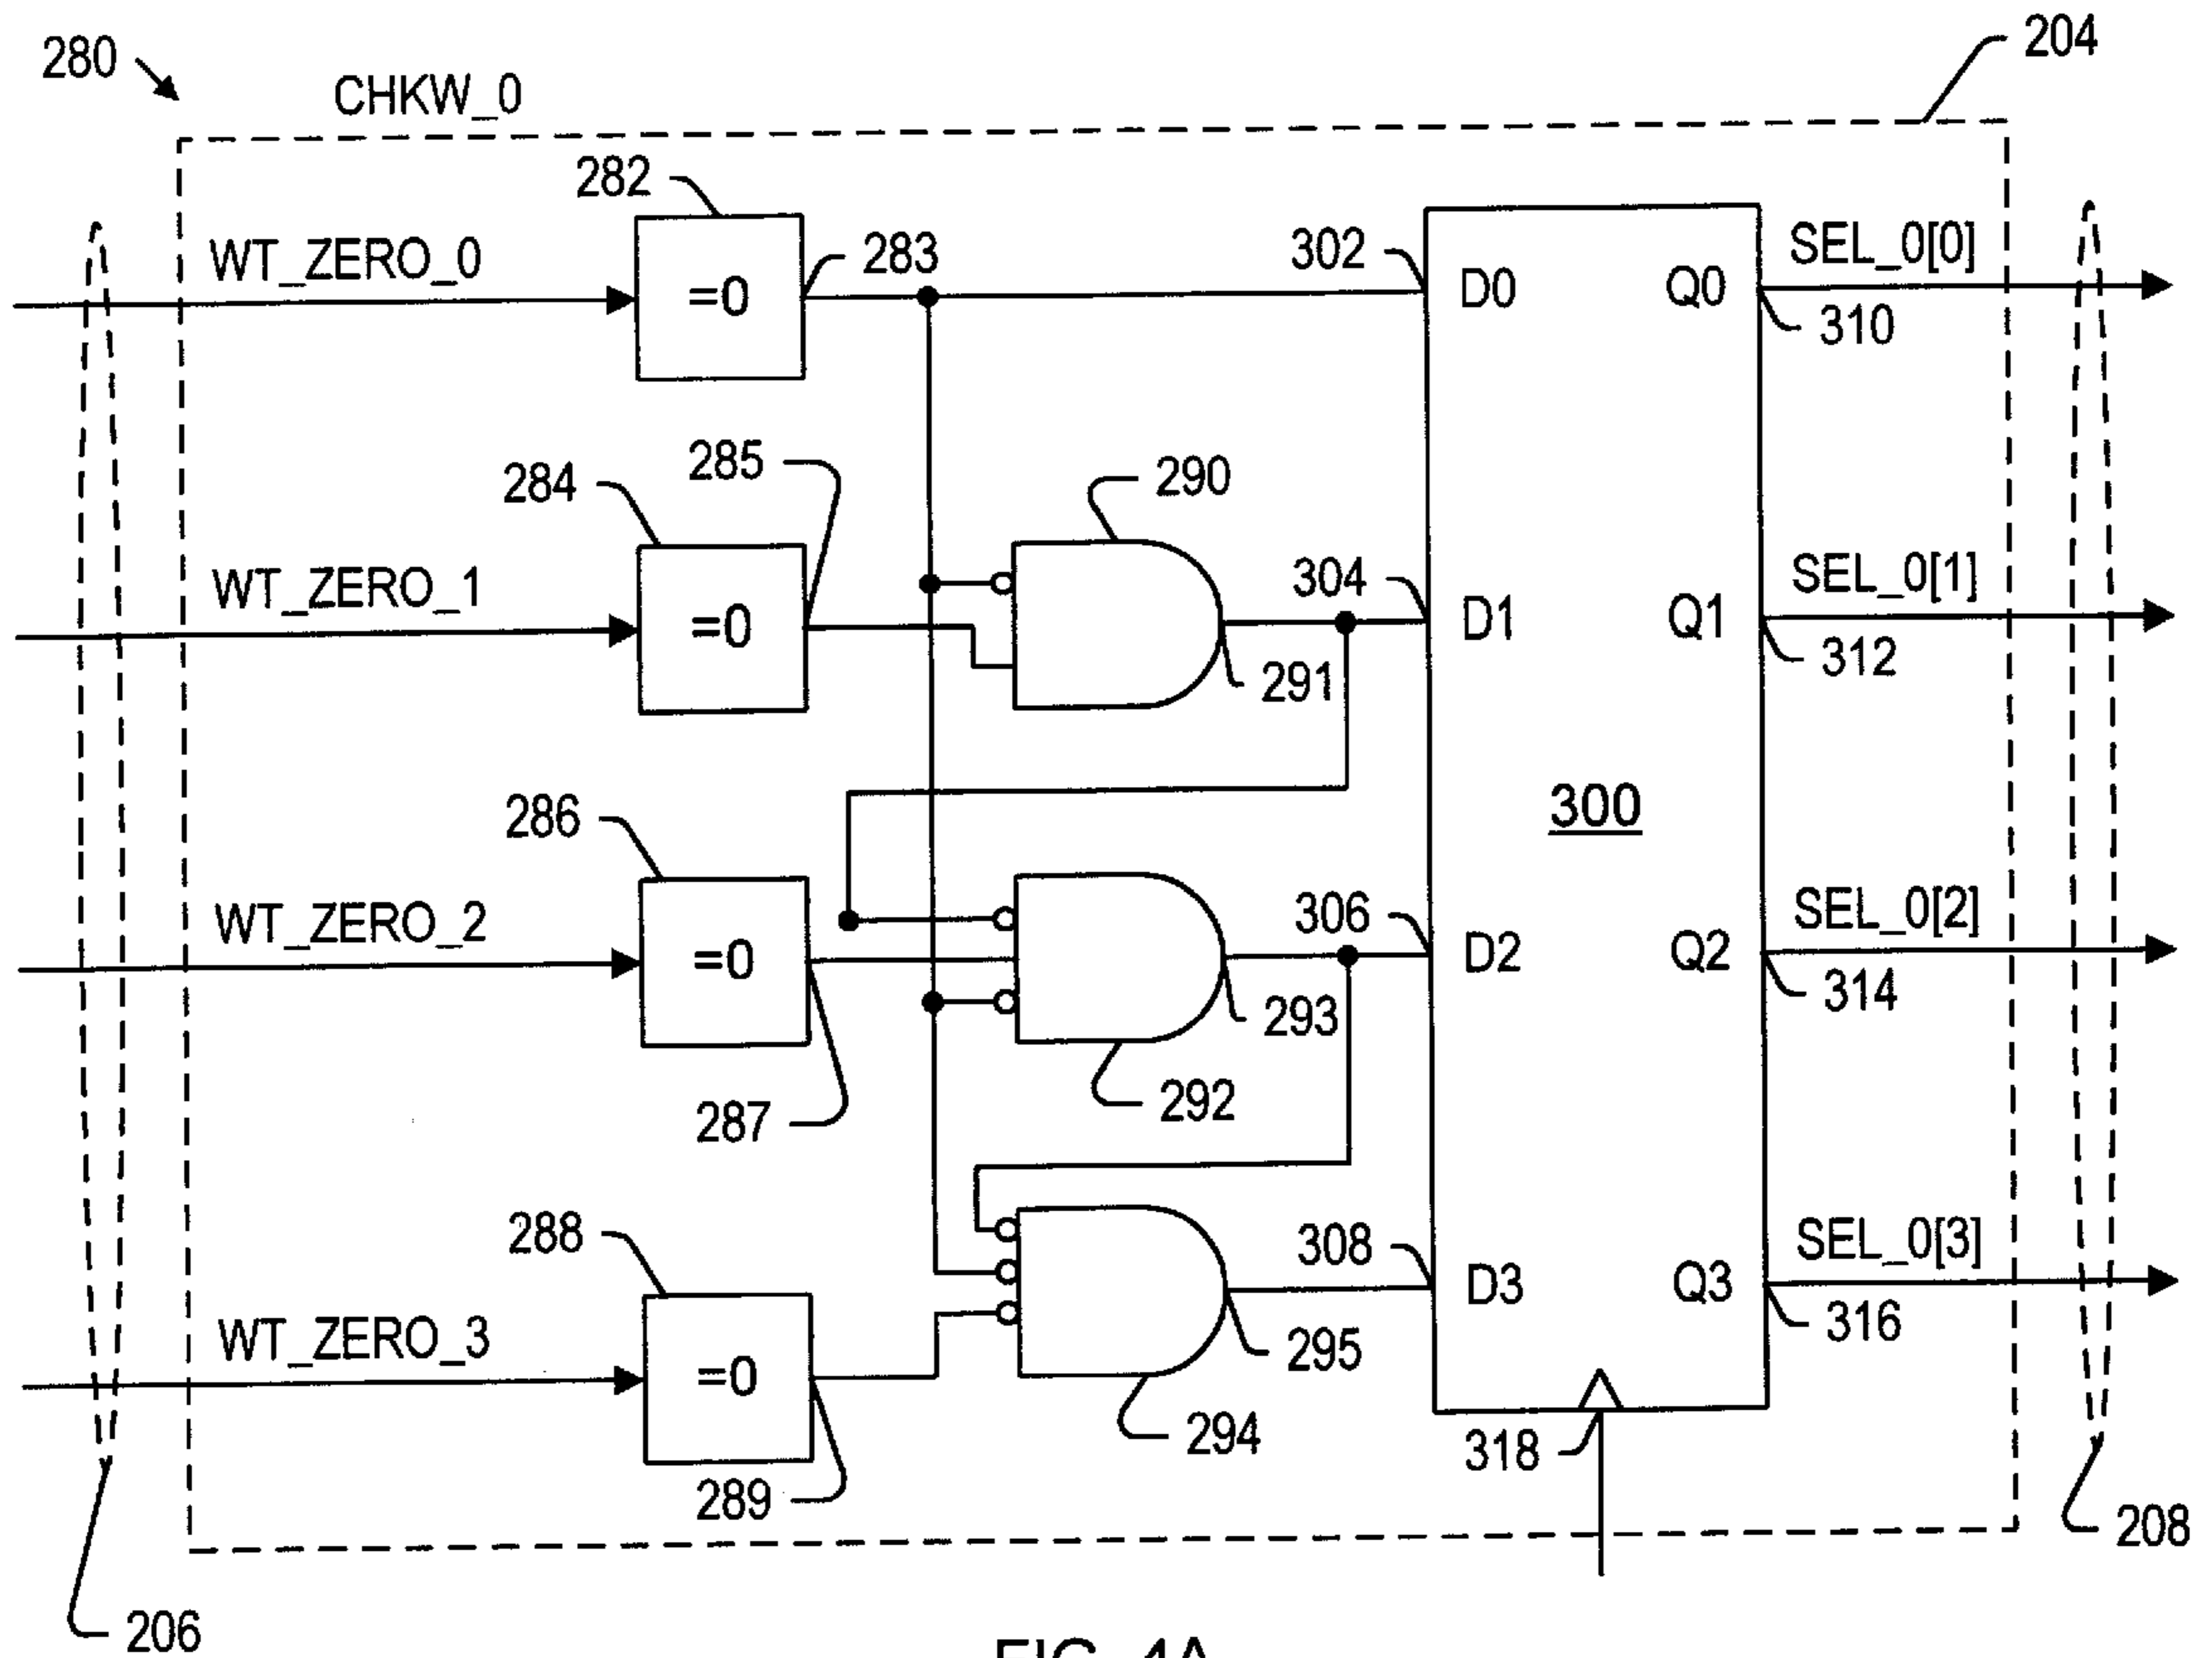 280
CHKW_0
204
282
WT_ZERO_0
=0
283
302
D0
Q0
SEL_0[0]
310
284
285
290
WT_ZERO_1
=0
304
D1
Q1
SEL_0[1]
291
312
286
300
WT_ZERO_2
=0
306
D2
Q2
SEL_0[2]
293
314
287
292
288
308
D3
Q3
SEL_0[3]
WT_ZERO_3
=0
295
316
289
294
318
206
208
FIG. 4A